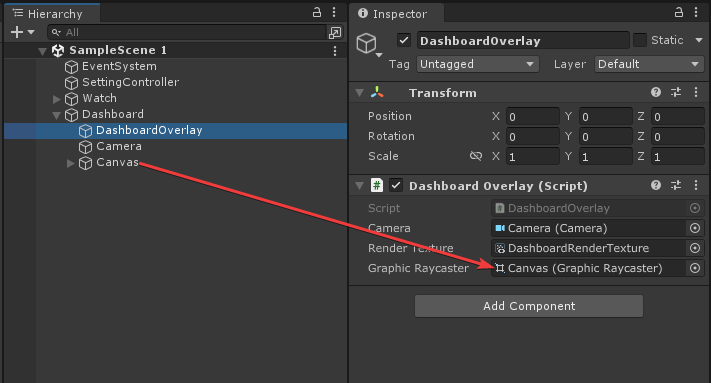 Hierarchy
All
SampleScene 1
EventSystem
SettingController
Watch
Dashboard
DashboardOverlay
Camera
Canvas
Inspector
DashboardOverlay
Static
Tag Untagged Layer Default
Transform
Position X 0 Y 0 Z 0
Rotation X 0 Y 0 Z 0
Scale X 1 Y 1 Z 1
# Dashboard Overlay (Script)
Script # DashboardOverlay
Camera Camera (Camera)
Render Texture DashboardRenderTexture
Graphic Raycaster Canvas (Graphic Raycaster)
Add Component